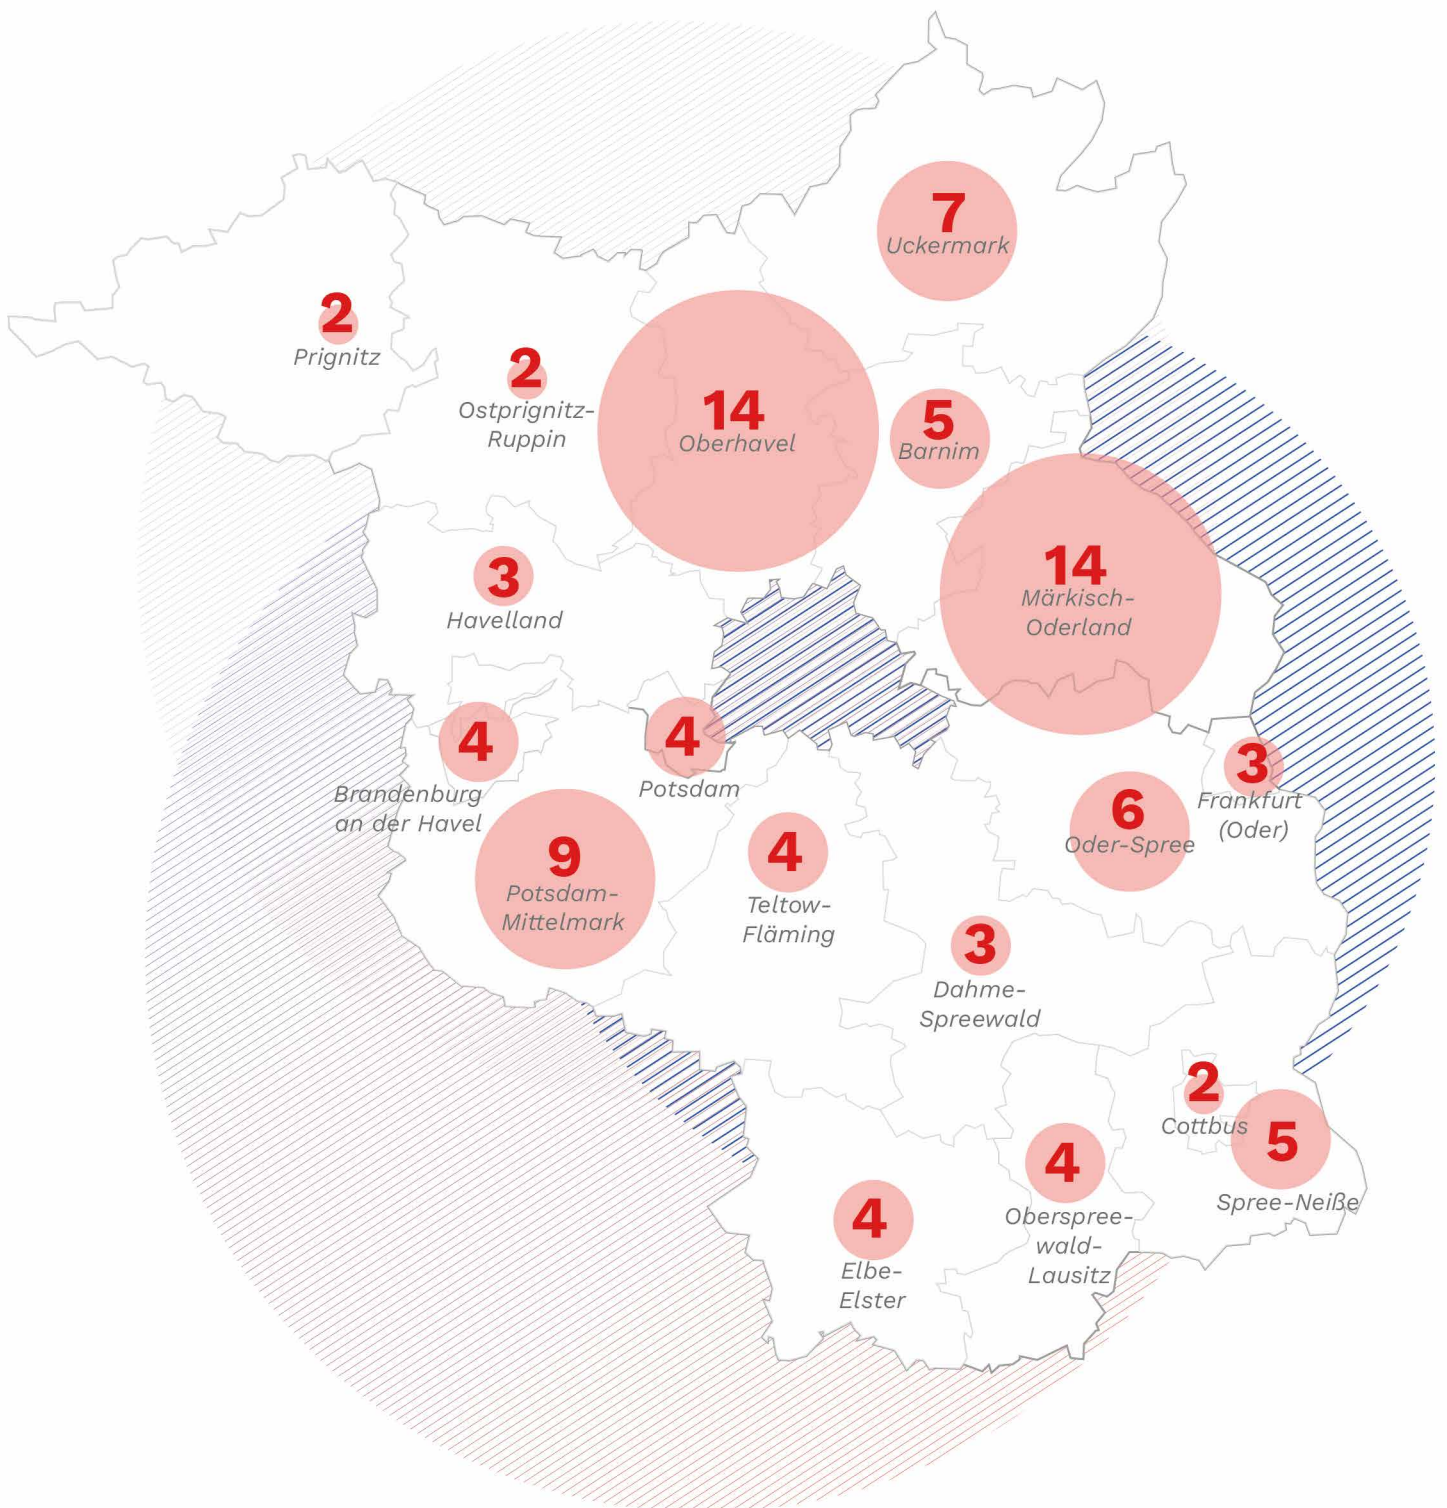 7
Uckermark
2
Prignitz
2
Ostprignitz-
Ruppin
14
Oberhavel
5
Barnim
14
Märkisch-
Oderland
3
Havelland
4
Brandenburg
an der Havel
4
Potsdam
3
Frankfurt
(Oder)
6
Oder-Spree
9
Potsdam-
Mittelmark
4
Teltow-
Fläming
3
Dahme-
Spreewald
2
Cottbus
5
Spree-Neiße
4
Oberspree-
wald-
Lausitz
4
Elbe-
Elster